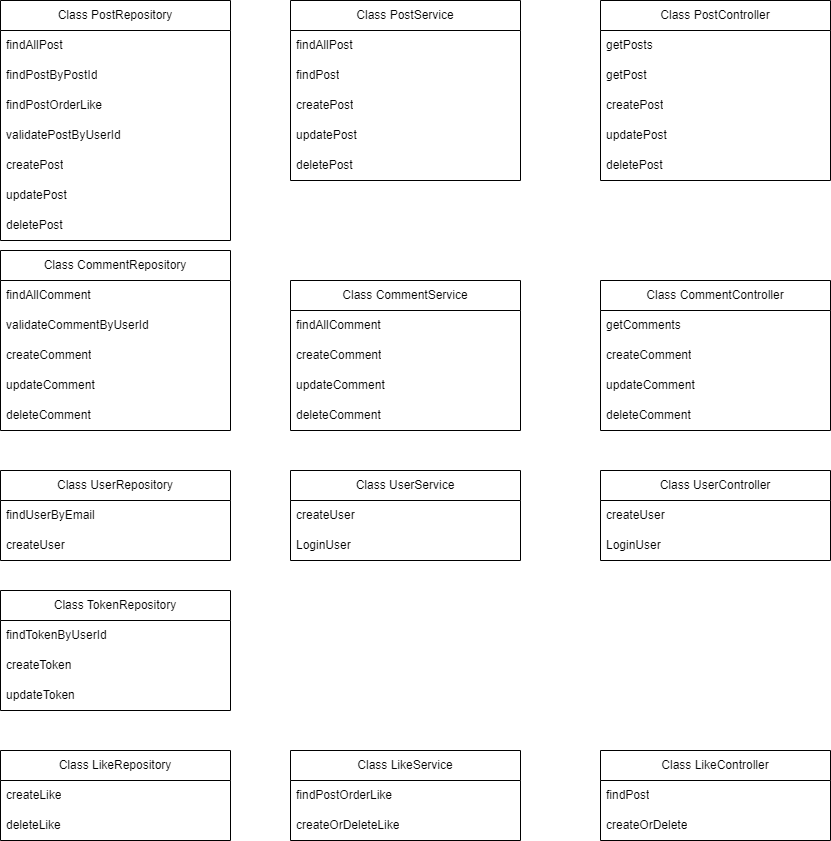 Class PostRepository
findAllPost
findPostByPostId
findPostOrderLike
validatePostByUserId
createPost
updatePost
deletePost
Class PostService
findAllPost
findPost
createPost
updatePost
deletePost
Class PostController
getPosts
getPost
createPost
updatePost
deletePost
Class CommentRepository
findAllComment
validateCommentByUserId
createComment
updateComment
deleteComment
Class CommentService
findAllComment
createComment
updateComment
deleteComment
Class CommentController
getComments
createComment
updateComment
deleteComment
Class UserRepository
findUserByEmail
createUser
Class UserService
createUser
LoginUser
Class UserController
createUser
LoginUser
Class TokenRepository
findTokenByUserId
createToken
updateToken
Class LikeRepository
createLike
deleteLike
Class LikeService
findPostOrderLike
createOrDeleteLike
Class LikeController
findPost
createOrDelete